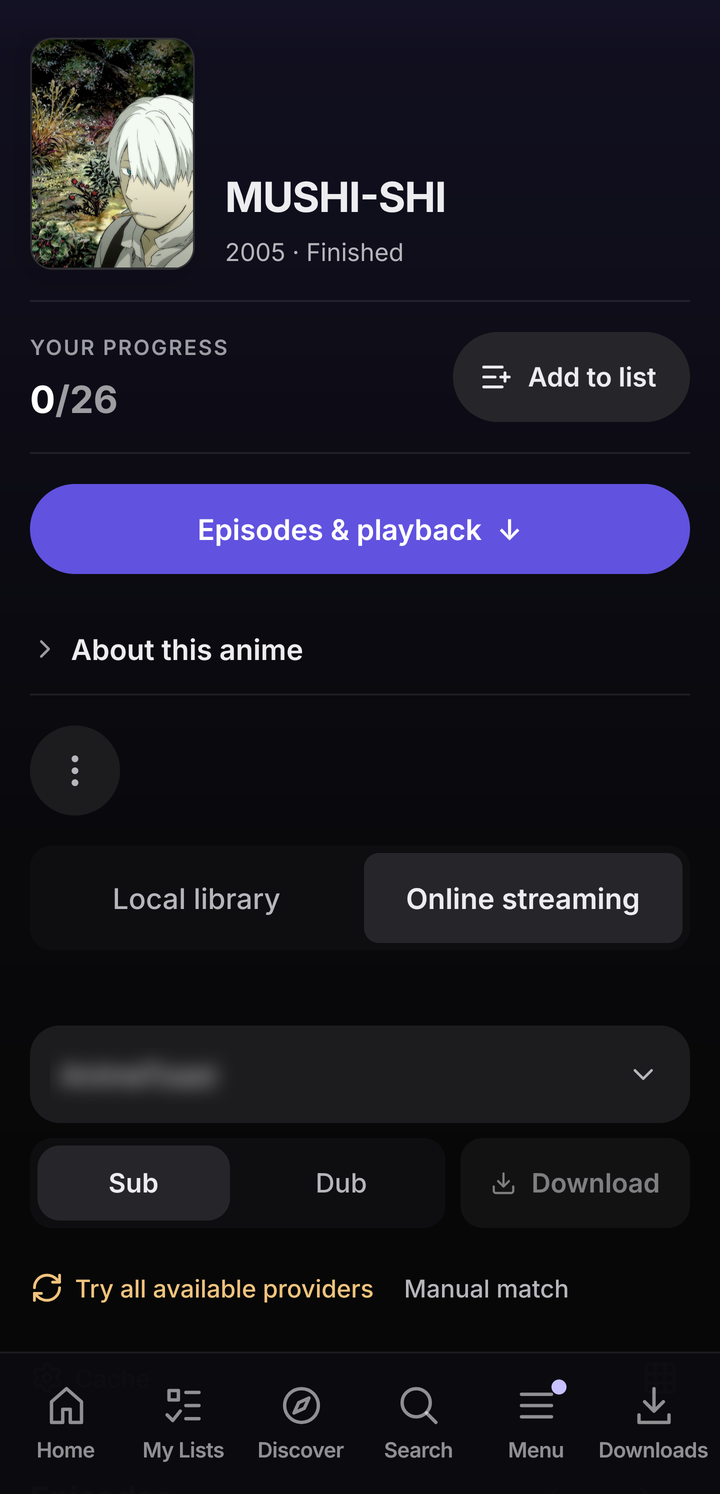 MUSHI-SHI
2005 · Finished
YOUR PROGRESS
0/26
Add to list
Episodes & playback
About this anime
Local library
Online streaming
Sub
Dub
Download
Try all available providers
Manual match
Cache
Home
My Lists
Discover
Search
Menu
Downloads